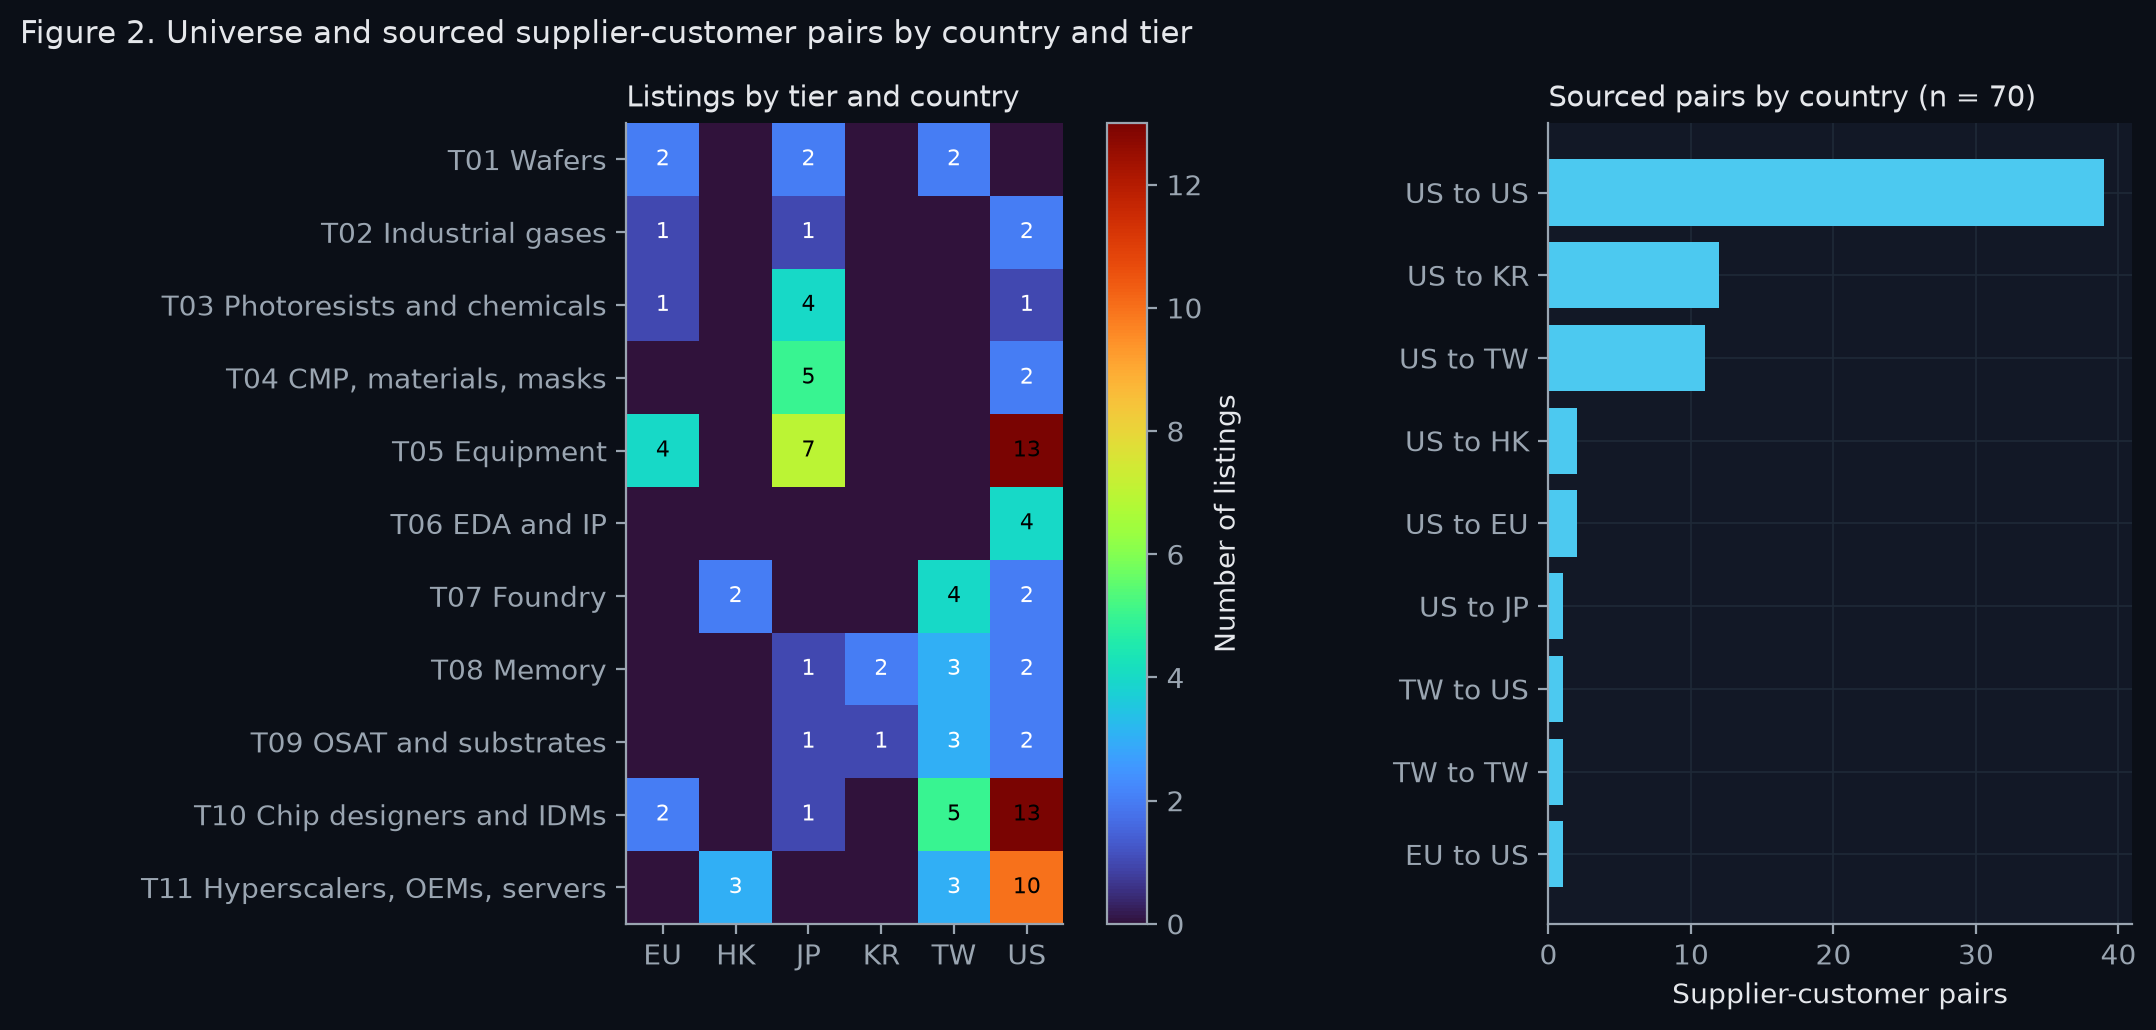 Figure 2. Universe and sourced supplier-customer pairs by country and tier
Listings by tier and country
T01 Wafers 2 2 2
T02 Industrial gases 1 1 2
T03 Photoresists and chemicals 1 4 1
T04 CMP, materials, masks 5 2
T05 Equipment 4 7 13
T06 EDA and IP 4
T07 Foundry 2 4 2
T08 Memory 1 2 3 2
T09 OSAT and substrates 1 1 3 2
T10 Chip designers and IDMs 2 1 5 13
T11 Hyperscalers, OEMs, servers 3 3 10
EU HK JP KR TW US
12
10
8
6
4
2
0
Number of listings
Sourced pairs by country (n = 70)
US to US
US to KR
US to TW
US to HK
US to EU
US to JP
TW to US
TW to TW
EU to US
0 10 20 30 40
Supplier-customer pairs